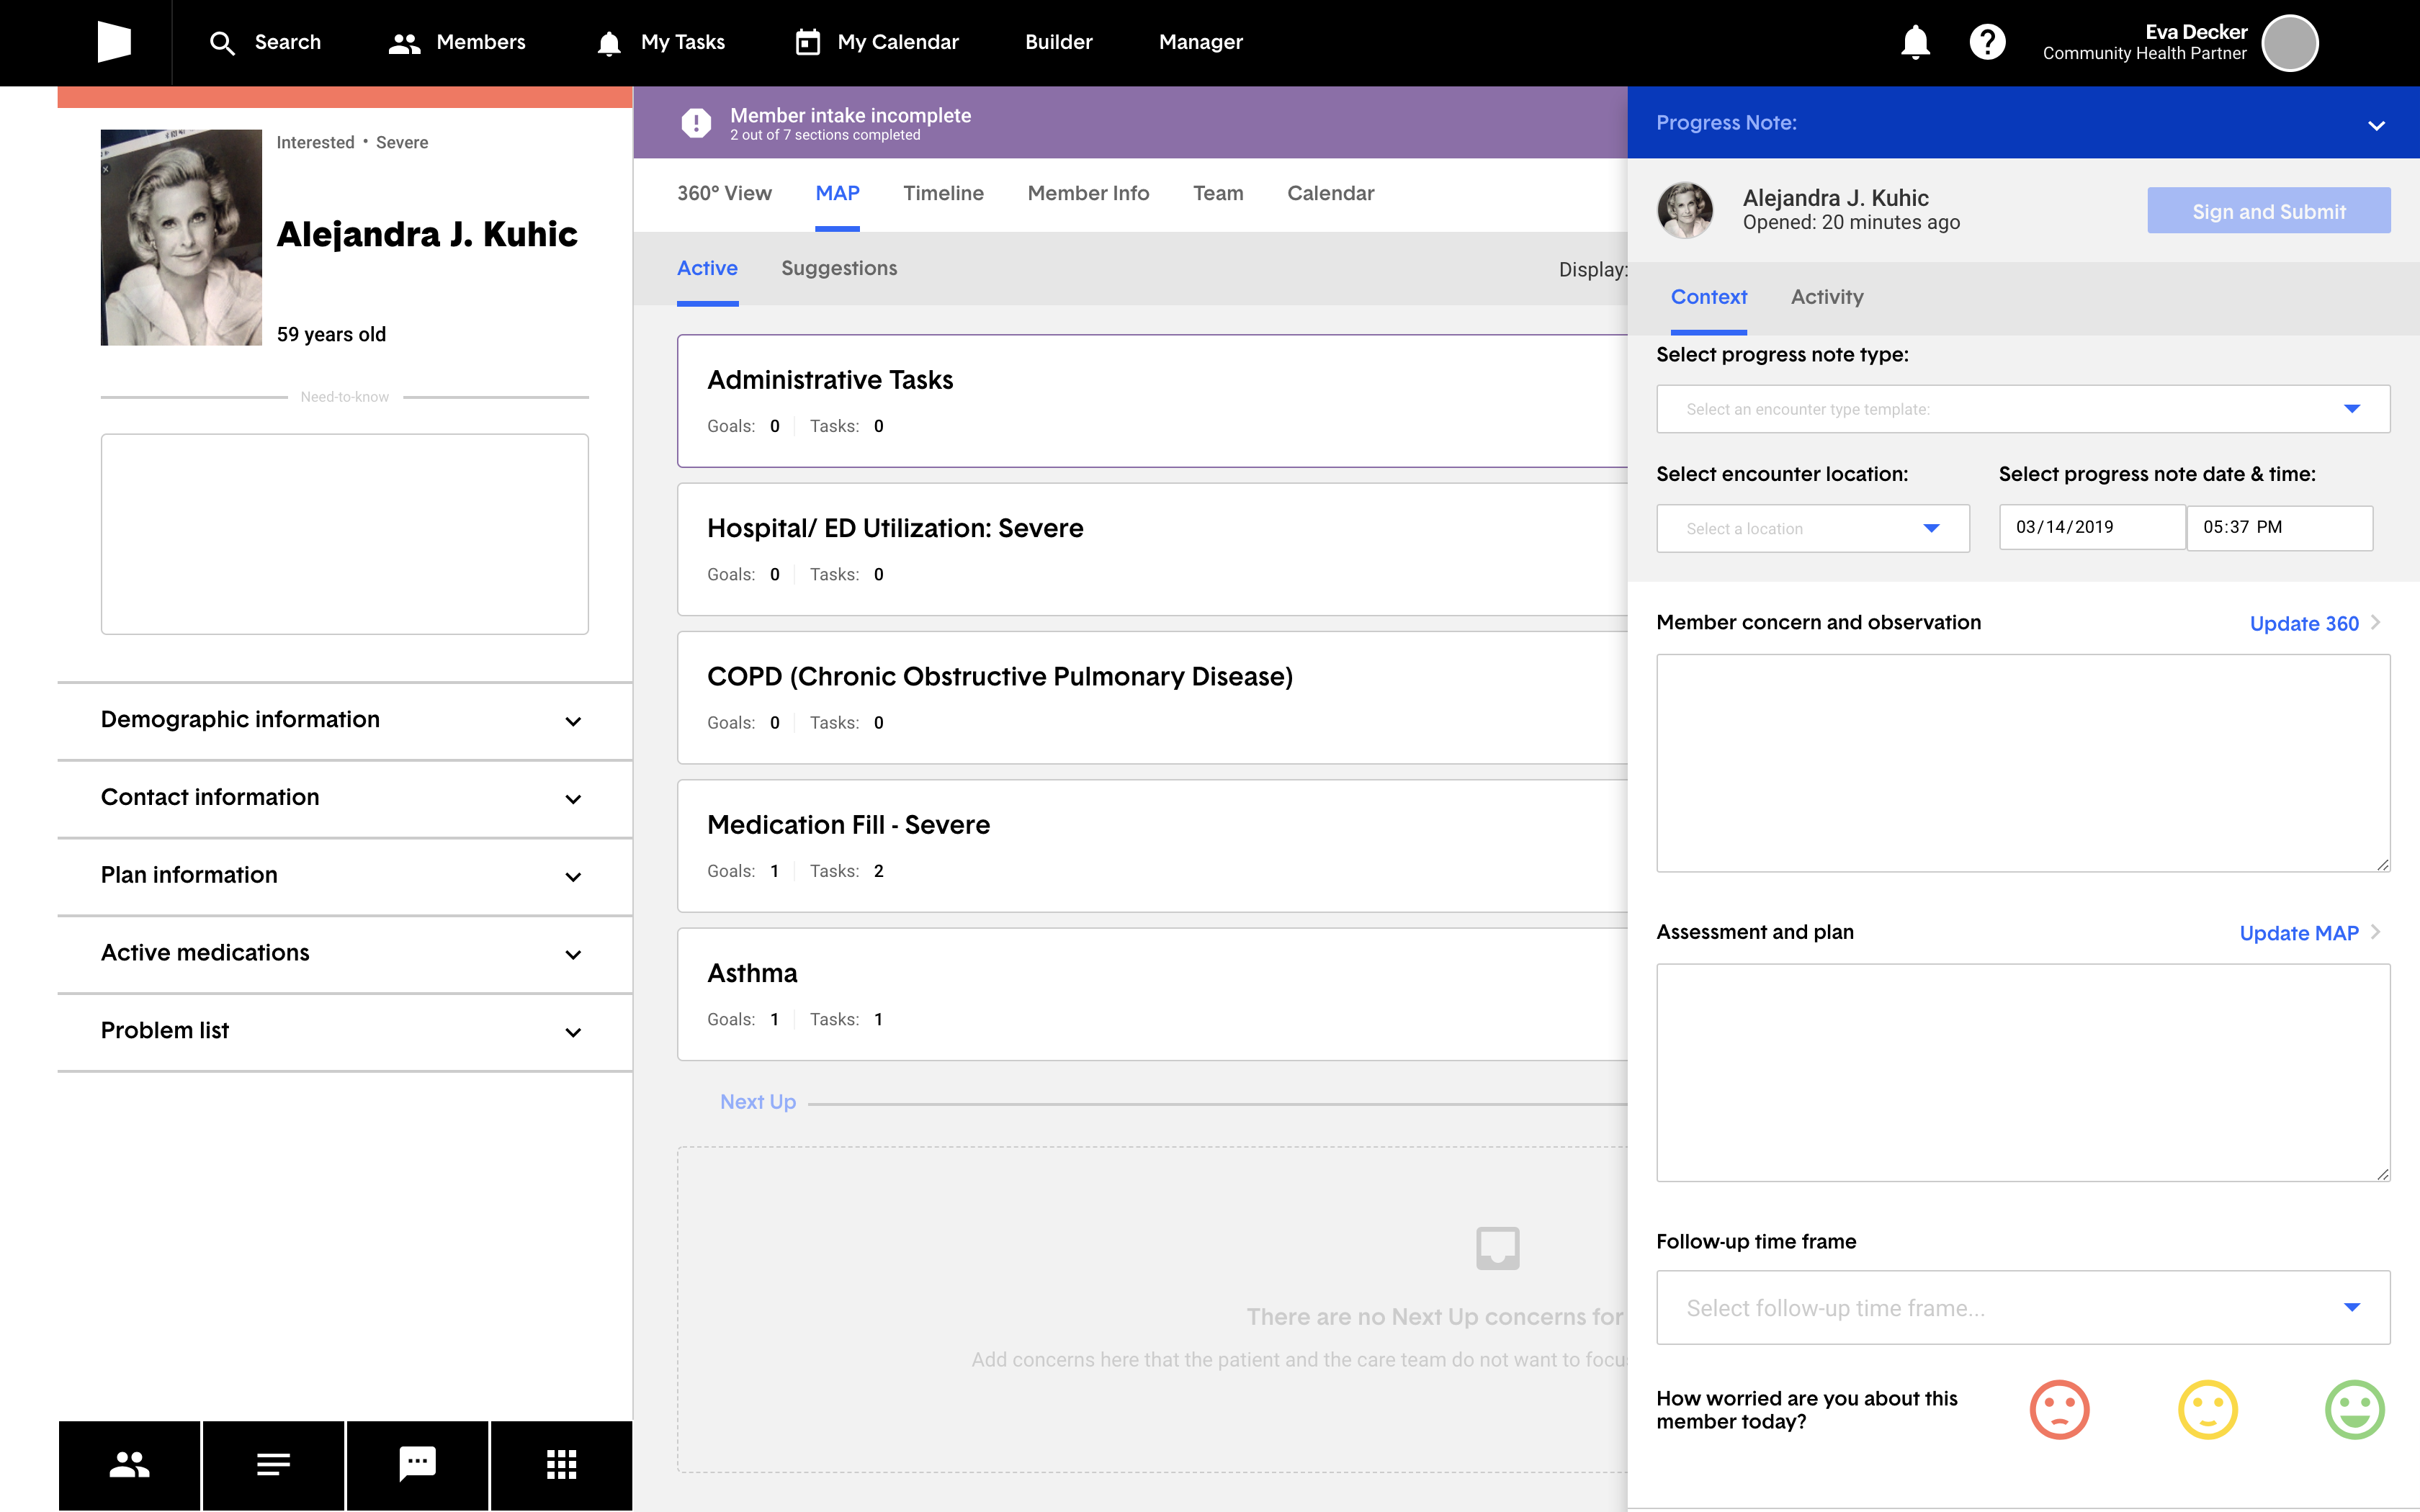 Search
Members
My Tasks
My Calendar
Builder
Manager
Eva Decker
Community Health Partner
Interested • Severe
Alejandra J. Kuhic
59 years old
Need-to-know
Demographic information
Contact information
Plan information
Active medications
Problem list
Member intake incomplete
2 out of 7 sections completed
360° View
MAP
Timeline
Member Info
Team
Calendar
Active
Suggestions
Display:
Administrative Tasks
Goals: 0 Tasks: 0
Hospital/ ED Utilization: Severe
Goals: 0 Tasks: 0
COPD (Chronic Obstructive Pulmonary Disease)
Goals: 0 Tasks: 0
Medication Fill - Severe
Goals: 1 Tasks: 2
Asthma
Goals: 1 Tasks: 1
Next Up
There are no Next Up concerns for
Add concerns here that the patient and the care team do not want to focu
Progress Note:
Alejandra J. Kuhic
Opened: 20 minutes ago
Sign and Submit
Context
Activity
Select progress note type:
Select an encounter type template:
Select encounter location:
Select progress note date & time:
Select a location
03/14/2019
05:37 PM
Member concern and observation
Update 360
Assessment and plan
Update MAP
Follow-up time frame
Select follow-up time frame...
How worried are you about this
member today?